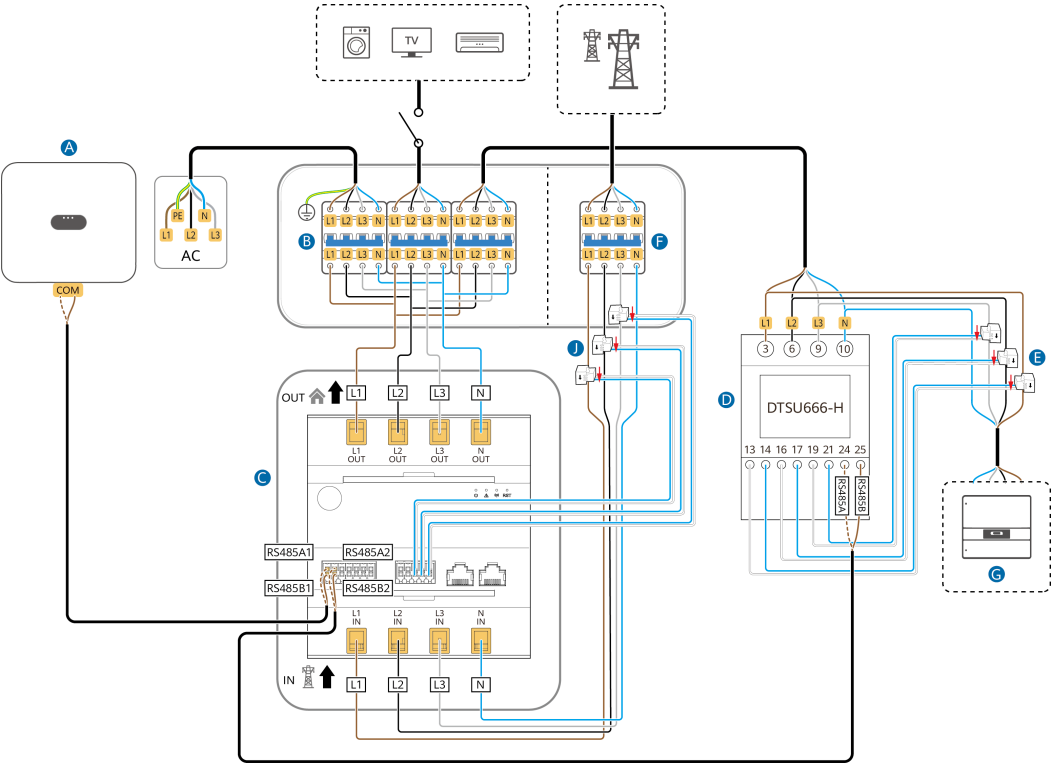 TV
A
COM
PE
N
L1
L2
L3
AC
B
L1 L2 L3 N L1 L2 L3 N L1 L2 L3 N
L1 L2 L3 N L1 L2 L3 N L1 L2 L3 N
L1 L2 L3 N
L1 L2 L3 N
F
J
C
OUT
L1
L2
L3
N
L1
OUT
L2
OUT
L3
OUT
N
OUT
RST
RS485A1
RS485A2
RS485B1
RS485B2
L1
IN
L2
IN
L3
IN
N
IN
IN
L1
L2
L3
N
L1 L2 L3 N
3 6 9 10
D
DTSU666-H
13 14 16 17 19 21 24 25
RS485A
RS485B
E
G